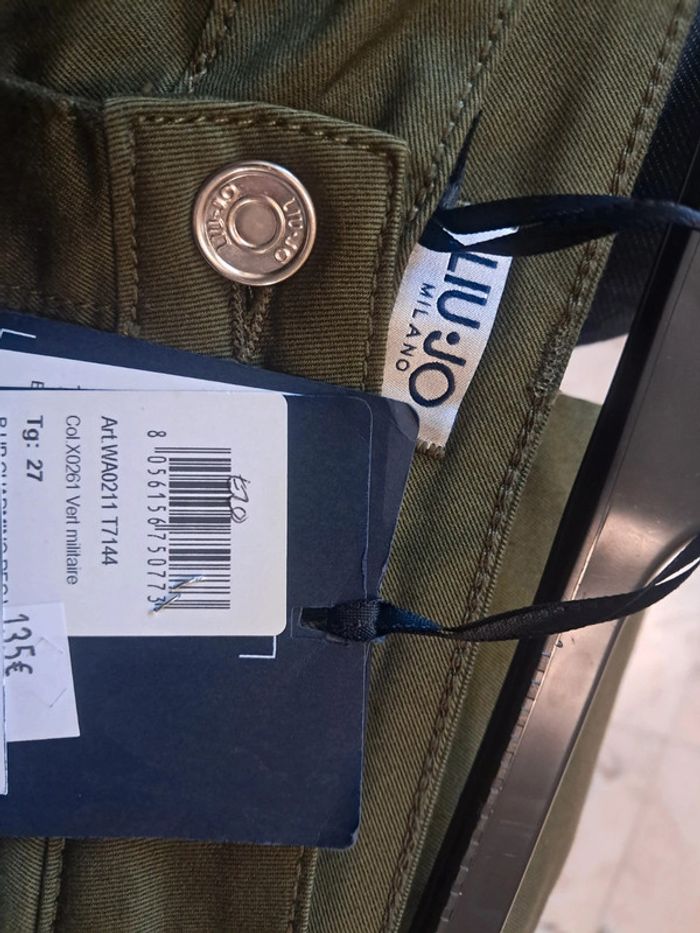 LIU·JO
LIU·JO
LIU·JO
MILANO
Tg: 27
Col.X0261 Vert militaire
Art.WA0211 T7144
8 056156 750773
135€